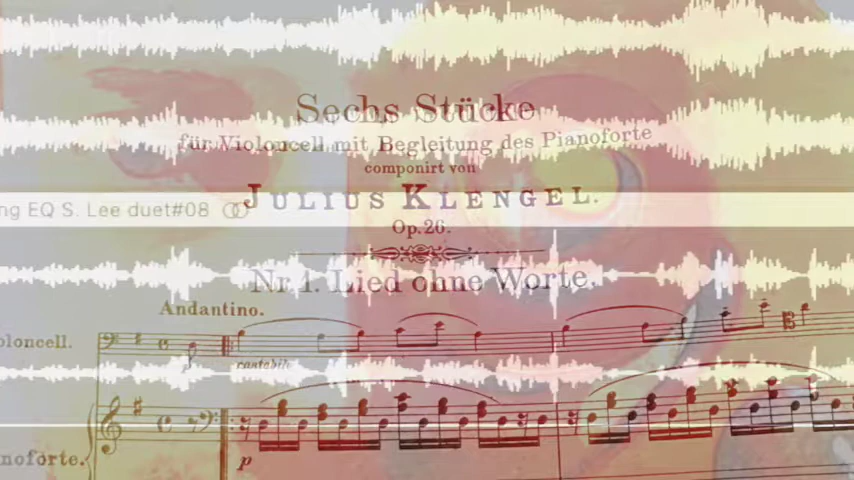 Sechs Stücke
für Violoncell mit Begleitung des Pianoforte
componirt von
JULIUS KLENGEL.
ng EQ S. Lee duet#08
Op. 26.
Nr. 1. Lied ohne Worte.
Andantino.
oloncell.
cantabile
p
noforte.
p